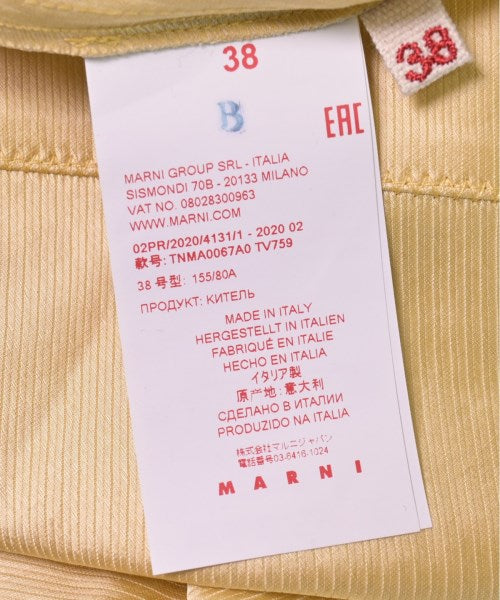 38
38
B
EAC
MARNI GROUP SRL - ITALIA
SISMONDI 70B - 20133 MILANO
VAT NO. 08028300963
WWW.MARNI.COM
02PR/2020/4131/1 - 2020 02
款号: TNMA0067A0 TV759
38 号型: 155/80A
ПРОДУКТ: КИТЕЛЬ
MADE IN ITALY
HERGESTELLT IN ITALIEN
FABRIQUÉ EN ITALIE
HECHO EN ITALIA
イタリア製
原产地: 意大利
СДЕЛАНО В ИТАЛИИ
PRODUZIDO NA ITALIA
株式会社マルニジャパン
電話番号03-6416-1024
MARNI